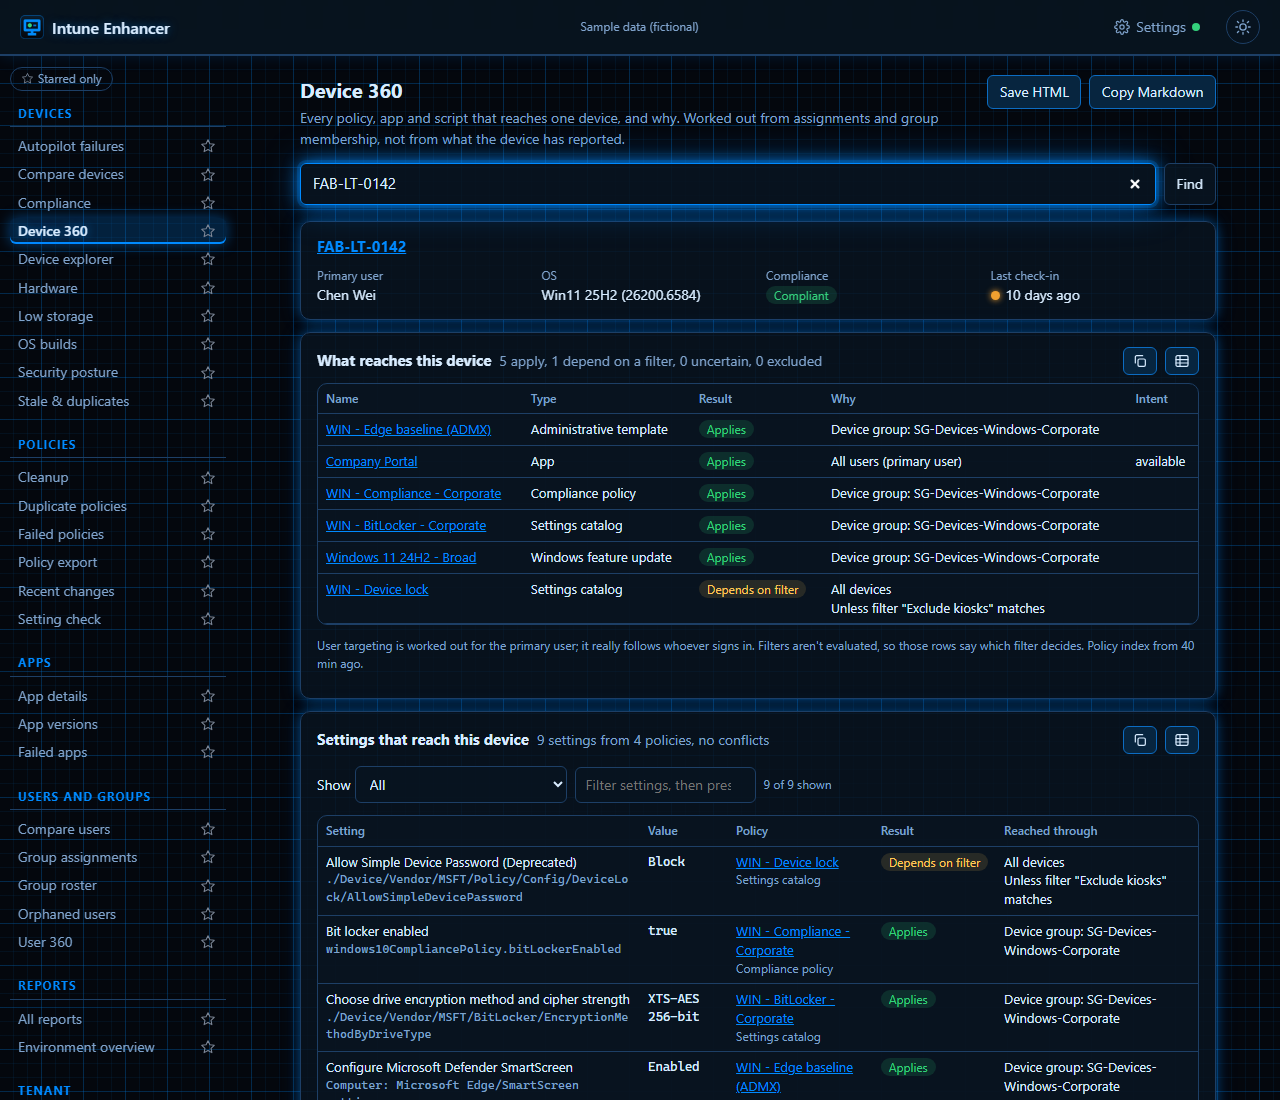 Intune Enhancer
Sample data (fictional)
Settings
Starred only
DEVICES
Autopilot failures
Compare devices
Compliance
Device 360
Device explorer
Hardware
Low storage
OS builds
Security posture
Stale & duplicates
POLICIES
Cleanup
Duplicate policies
Failed policies
Policy export
Recent changes
Setting check
APPS
App details
App versions
Failed apps
USERS AND GROUPS
Compare users
Group assignments
Group roster
Orphaned users
User 360
REPORTS
All reports
Environment overview
TENANT
Device 360
Save HTML
Copy Markdown
Every policy, app and script that reaches one device, and why. Worked out from assignments and group
membership, not from what the device has reported.
FAB-LT-0142
Find
FAB-LT-0142
Primary user
Chen Wei
OS
Win11 25H2 (26200.6584)
Compliance
Compliant
Last check-in
10 days ago
What reaches this device 5 apply, 1 depend on a filter, 0 uncertain, 0 excluded
Name Type Result Why Intent
WIN - Edge baseline (ADMX) Administrative template Applies Device group: SG-Devices-Windows-Corporate
Company Portal App Applies All users (primary user) available
WIN - Compliance - Corporate Compliance policy Applies Device group: SG-Devices-Windows-Corporate
WIN - BitLocker - Corporate Settings catalog Applies Device group: SG-Devices-Windows-Corporate
Windows 11 24H2 - Broad Windows feature update Applies Device group: SG-Devices-Windows-Corporate
WIN - Device lock Settings catalog Depends on filter All devices
Unless filter "Exclude kiosks" matches
User targeting is worked out for the primary user; it really follows whoever signs in. Filters aren't evaluated, so those rows say which filter decides. Policy index from 40
min ago.
Settings that reach this device 9 settings from 4 policies, no conflicts
Show All Filter settings, then pres 9 of 9 shown
Setting Value Policy Result Reached through
Allow Simple Device Password (Deprecated) Block WIN - Device lock Depends on filter All devices
./Device/Vendor/MSFT/Policy/Config/DeviceLo Settings catalog Unless filter "Exclude kiosks"
ck/AllowSimpleDevicePassword matches
Bit locker enabled true WIN - Compliance - Applies Device group: SG-Devices-
windows10CompliancePolicy.bitLockerEnabled Corporate Windows-Corporate
Compliance policy
Choose drive encryption method and cipher strength XTS-AES WIN - BitLocker - Applies Device group: SG-Devices-
./Device/Vendor/MSFT/BitLocker/EncryptionMe 256-bit Corporate Windows-Corporate
thodByDriveType Settings catalog
Configure Microsoft Defender SmartScreen Enabled WIN - Edge baseline Applies Device group: SG-Devices-
Computer: Microsoft Edge/SmartScreen (ADMX) Windows-Corporate